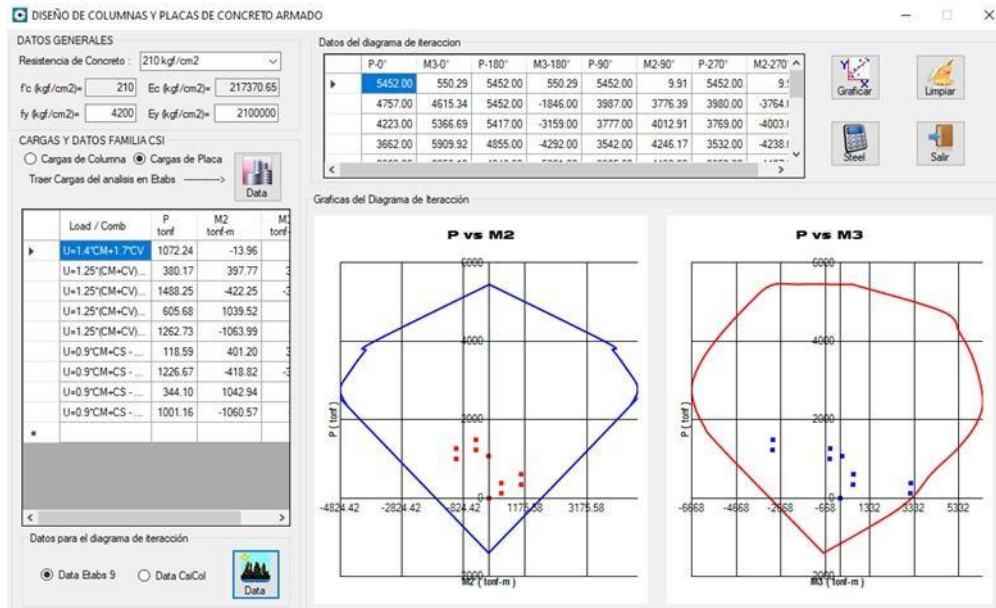 DISEÑO DE COLUMNAS Y PLACAS DE CONCRETO ARMADO
DATOS GENERALES
Resistencia de Concreto : 210 kgf/cm2
f'c (kgf/cm2)= 210 Ec (kgf/cm2)= 217370.65
fy (kgf/cm2)= 4200 Ey (kgf/cm2)= 2100000
CARGAS Y DATOS FAMILIA CSI
Cargas de Columna Cargas de Placa
Traer Cargas del analisis en Etabs ---------->
Data
Load / Comb P tonf M2 tonf-m
U=1.4*CM+1.7*CV 1072.24 -13.96
U=1.25*(CM+CV)... 380.17 397.77
U=1.25*(CM+CV)... 1488.25 -422.25
U=1.25*(CM+CV)... 605.68 1039.52
U=1.25*(CM+CV)... 1262.73 -1063.99
U=0.9*CM+CS - ... 118.59 401.20
U=0.9*CM+CS - ... 1226.67 -418.82
U=0.9*CM+CS - ... 344.10 1042.94
U=0.9*CM+CS - ... 1001.16 -1060.57
Datos para el diagrama de iteracción
Data Etabs 9 Data CsiCol
Data
Datos del diagrama de iteraccion
P-0° M3-0° P-180° M3-180° P-90° M2-90° P-270° M2-270°
5452.00 550.29 5452.00 550.29 5452.00 9.91 5452.00
4757.00 4615.34 5452.00 -1846.00 3987.00 3776.39 3980.00
4223.00 5366.69 5417.00 -3159.00 3777.00 4012.91 3769.00
3662.00 5909.92 4855.00 -4292.00 3542.00 4246.17 3532.00
Graficar
Limpiar
Steel
Salir
Graficas del Diagrama de Iteracción
P vs M2
6000
4000
2000
0
P ( tonf )
-4824.42 -2824.42 -824.42 1175.58 3175.58
M2 ( tonf-m )
P vs M3
6000
4000
2000
0
P ( tonf )
-6668 -4668 -2668 -668 1332 3332 5332
M3 ( tonf-m )